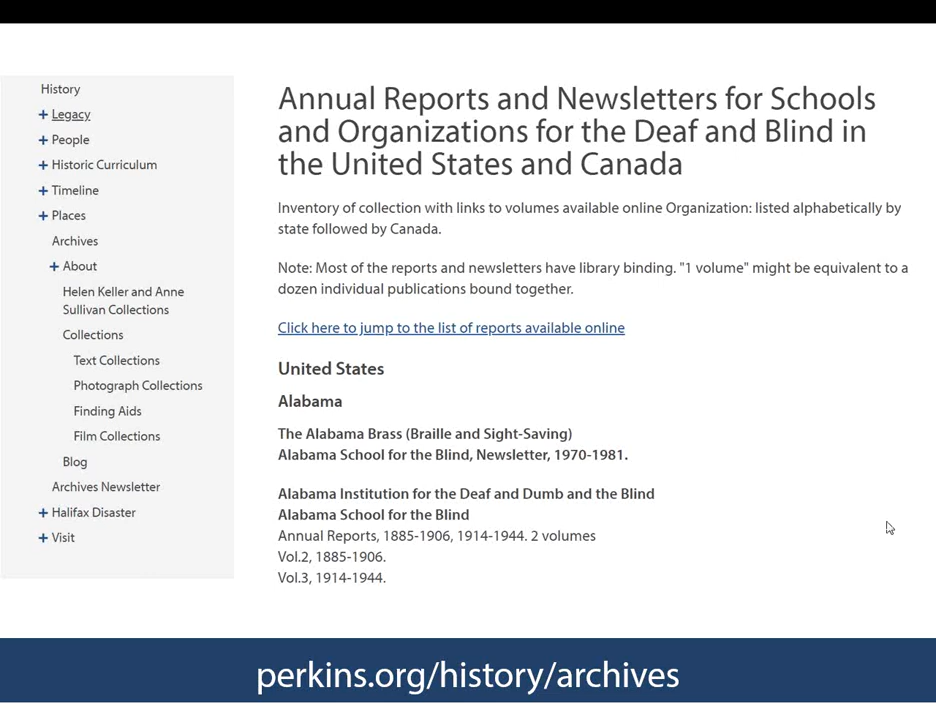 History
+ Legacy
+ People
+ Historic Curriculum
+ Timeline
+ Places
Archives
+ About
Helen Keller and Anne
Sullivan Collections
Collections
Text Collections
Photograph Collections
Finding Aids
Film Collections
Blog
Archives Newsletter
+ Halifax Disaster
+ Visit
Annual Reports and Newsletters for Schools
and Organizations for the Deaf and Blind in
the United States and Canada
Inventory of collection with links to volumes available online Organization: listed alphabetically by
state followed by Canada.
Note: Most of the reports and newsletters have library binding. "1 volume" might be equivalent to a
dozen individual publications bound together.
Click here to jump to the list of reports available online
United States
Alabama
The Alabama Brass (Braille and Sight-Saving)
Alabama School for the Blind, Newsletter, 1970-1981.
Alabama Institution for the Deaf and Dumb and the Blind
Alabama School for the Blind
Annual Reports, 1885-1906, 1914-1944. 2 volumes
Vol.2, 1885-1906.
Vol.3, 1914-1944.
perkins.org/history/archives